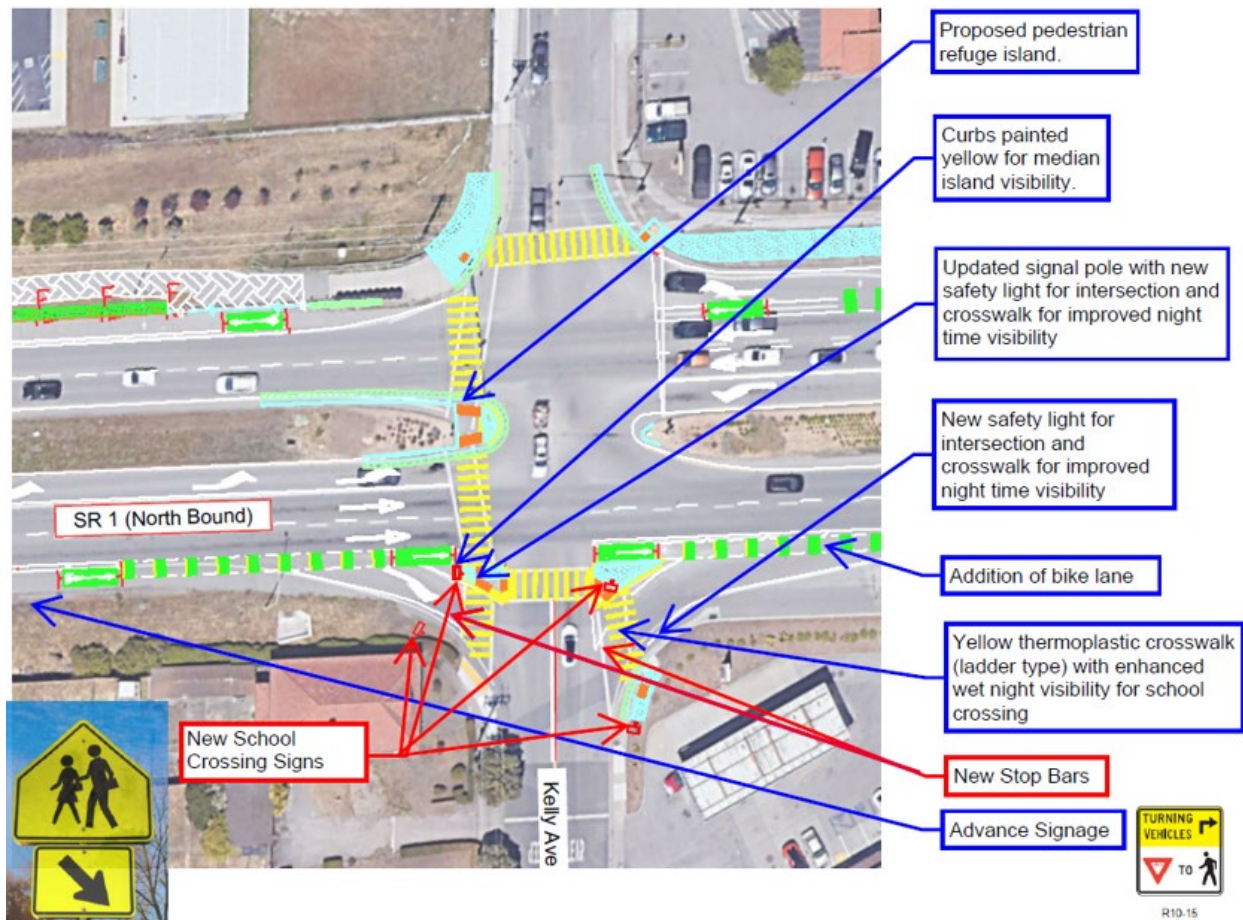 Proposed pedestrian
refuge island.
Curbs painted
yellow for median
island visibility.
Updated signal pole with new
safety light for intersection and
crosswalk for improved night
time visibility
New safety light for
intersection and
crosswalk for improved
night time visibility
SR 1 (North Bound)
Addition of bike lane
Yellow thermoplastic crosswalk
(ladder type) with enhanced
wet night visibility for school
crossing
New School
Crossing Signs
New Stop Bars
Kelly Ave
Advance Signage
TURNING
VEHICLES
TO
R10-15